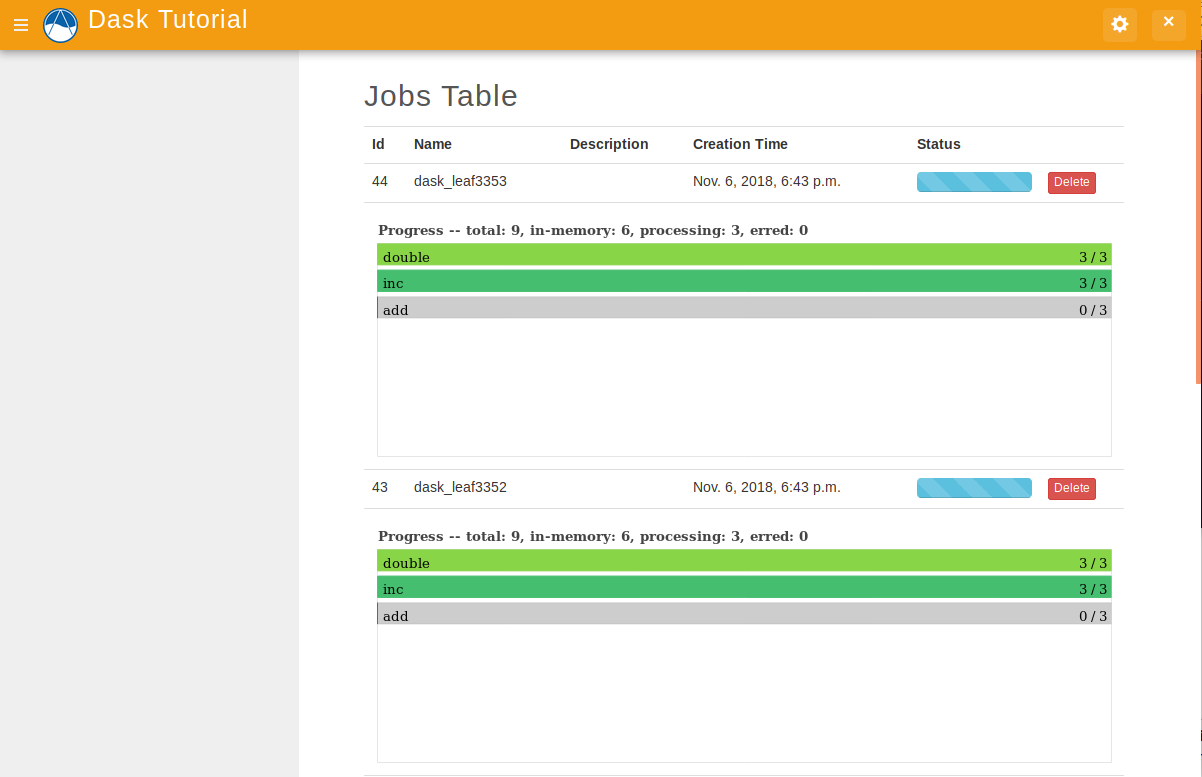 Dask Tutorial
×
Jobs Table
Id Name Description Creation Time Status
44 dask_leaf3353 Nov. 6, 2018, 6:43 p.m. Delete
Progress -- total: 9, in-memory: 6, processing: 3, erred: 0
double 3 / 3
inc 3 / 3
add 0 / 3
43 dask_leaf3352 Nov. 6, 2018, 6:43 p.m. Delete
Progress -- total: 9, in-memory: 6, processing: 3, erred: 0
double 3 / 3
inc 3 / 3
add 0 / 3